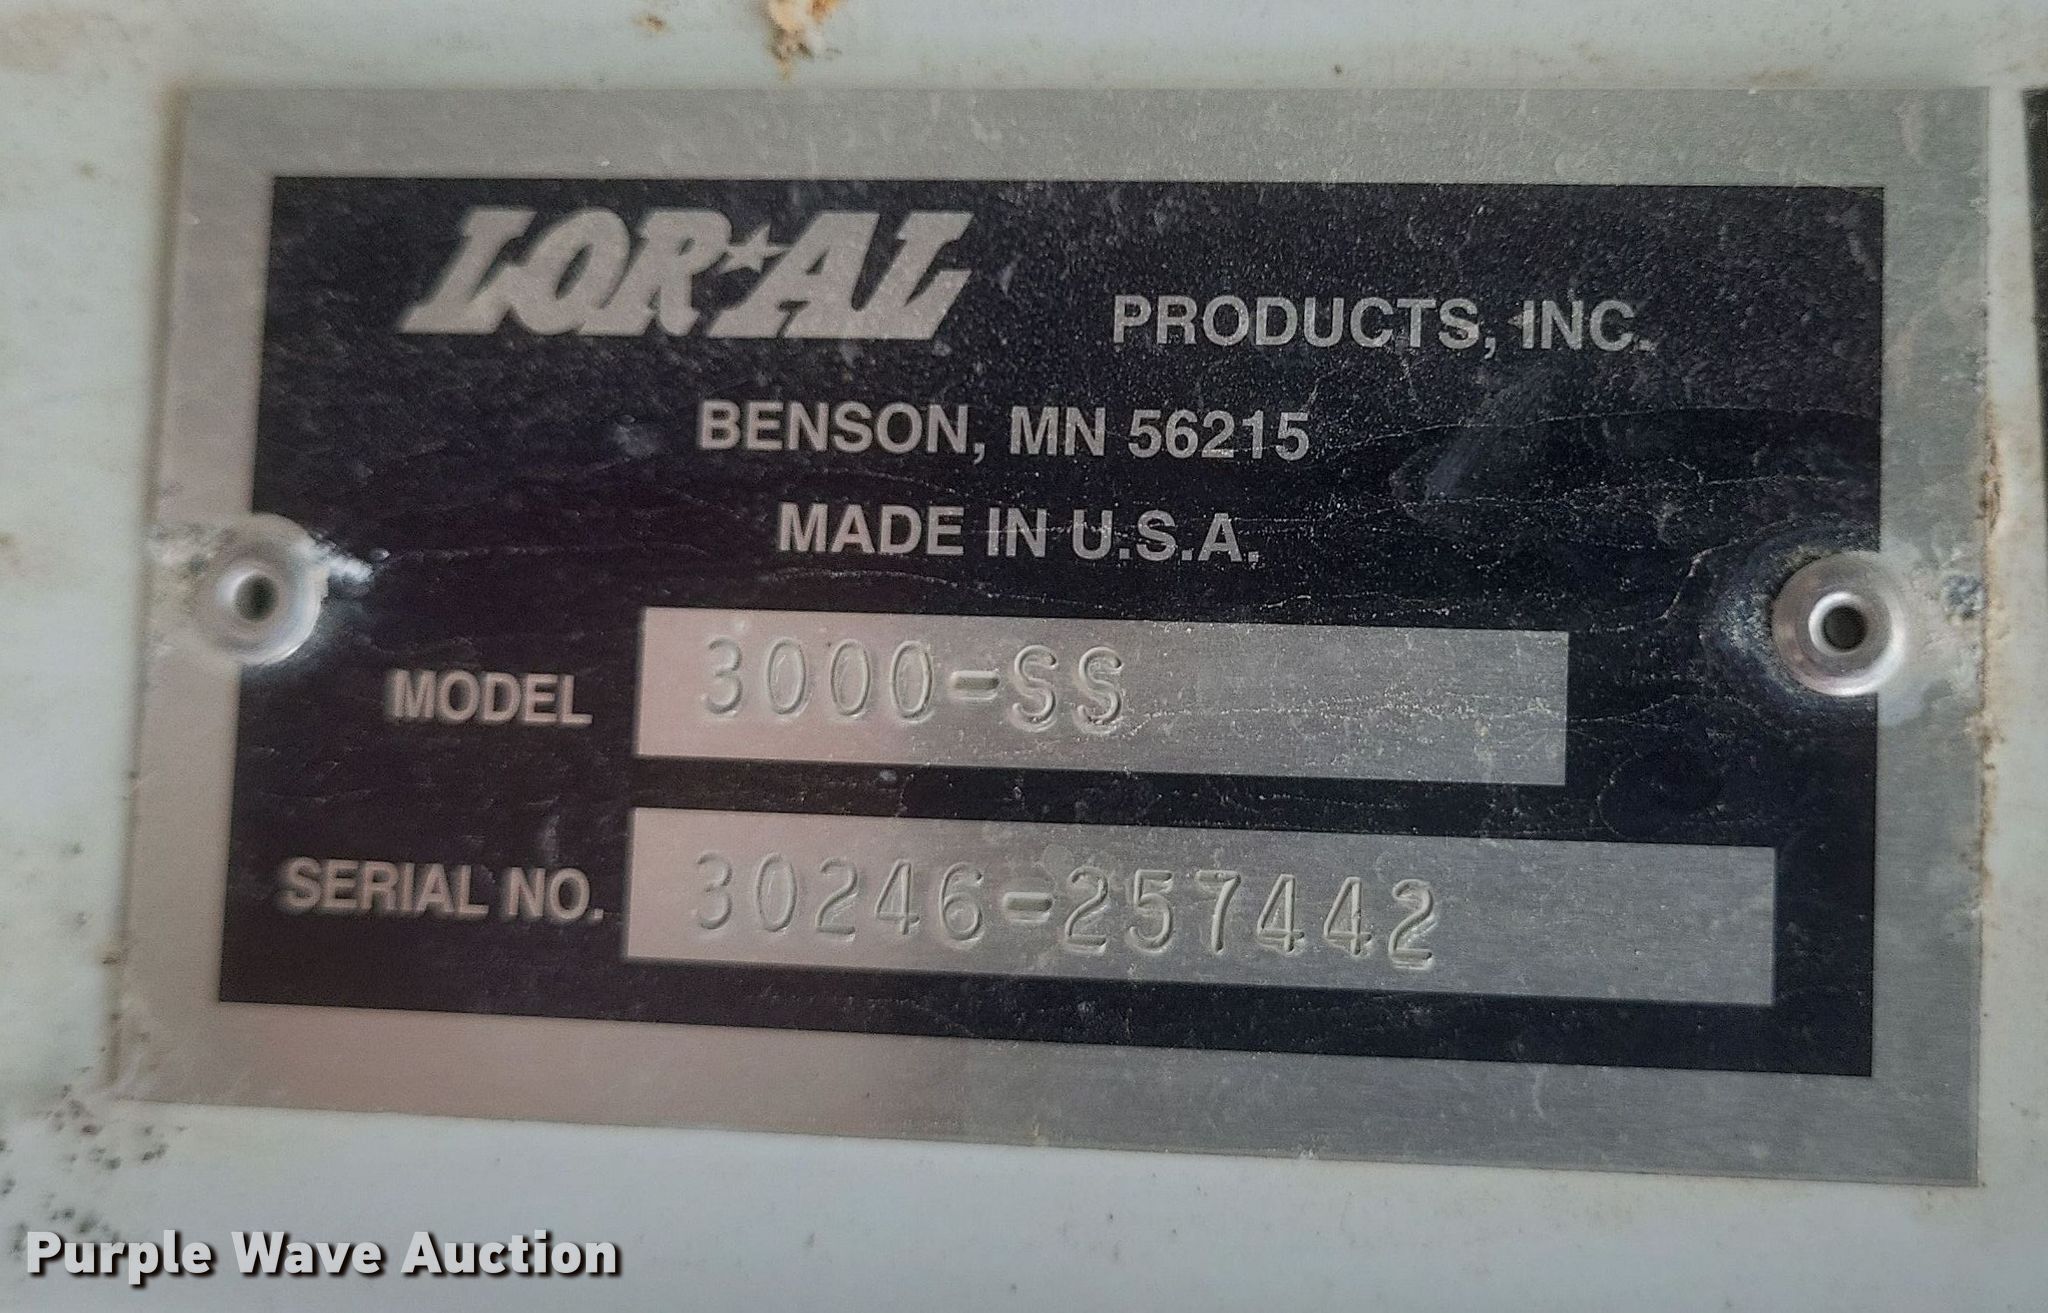 LOR★AL PRODUCTS, INC.
BENSON, MN 56215
MADE IN U.S.A.
MODEL 3000-SS
SERIAL NO. 30246-257442
Purple Wave Auction